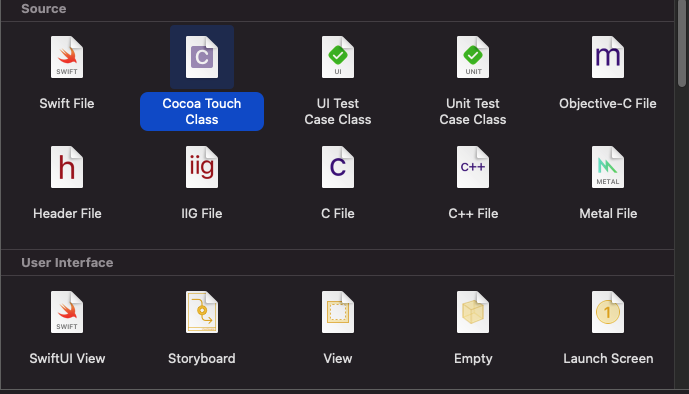 Source
SWIFT
C
UI
UNIT
m
Swift File
Cocoa Touch
Class
UI Test
Case Class
Unit Test
Case Class
Objective-C File
h
iig
C
C++
METAL
Header File
IIG File
C File
C++ File
Metal File
User Interface
SWIFT
1
SwiftUI View
Storyboard
View
Empty
Launch Screen